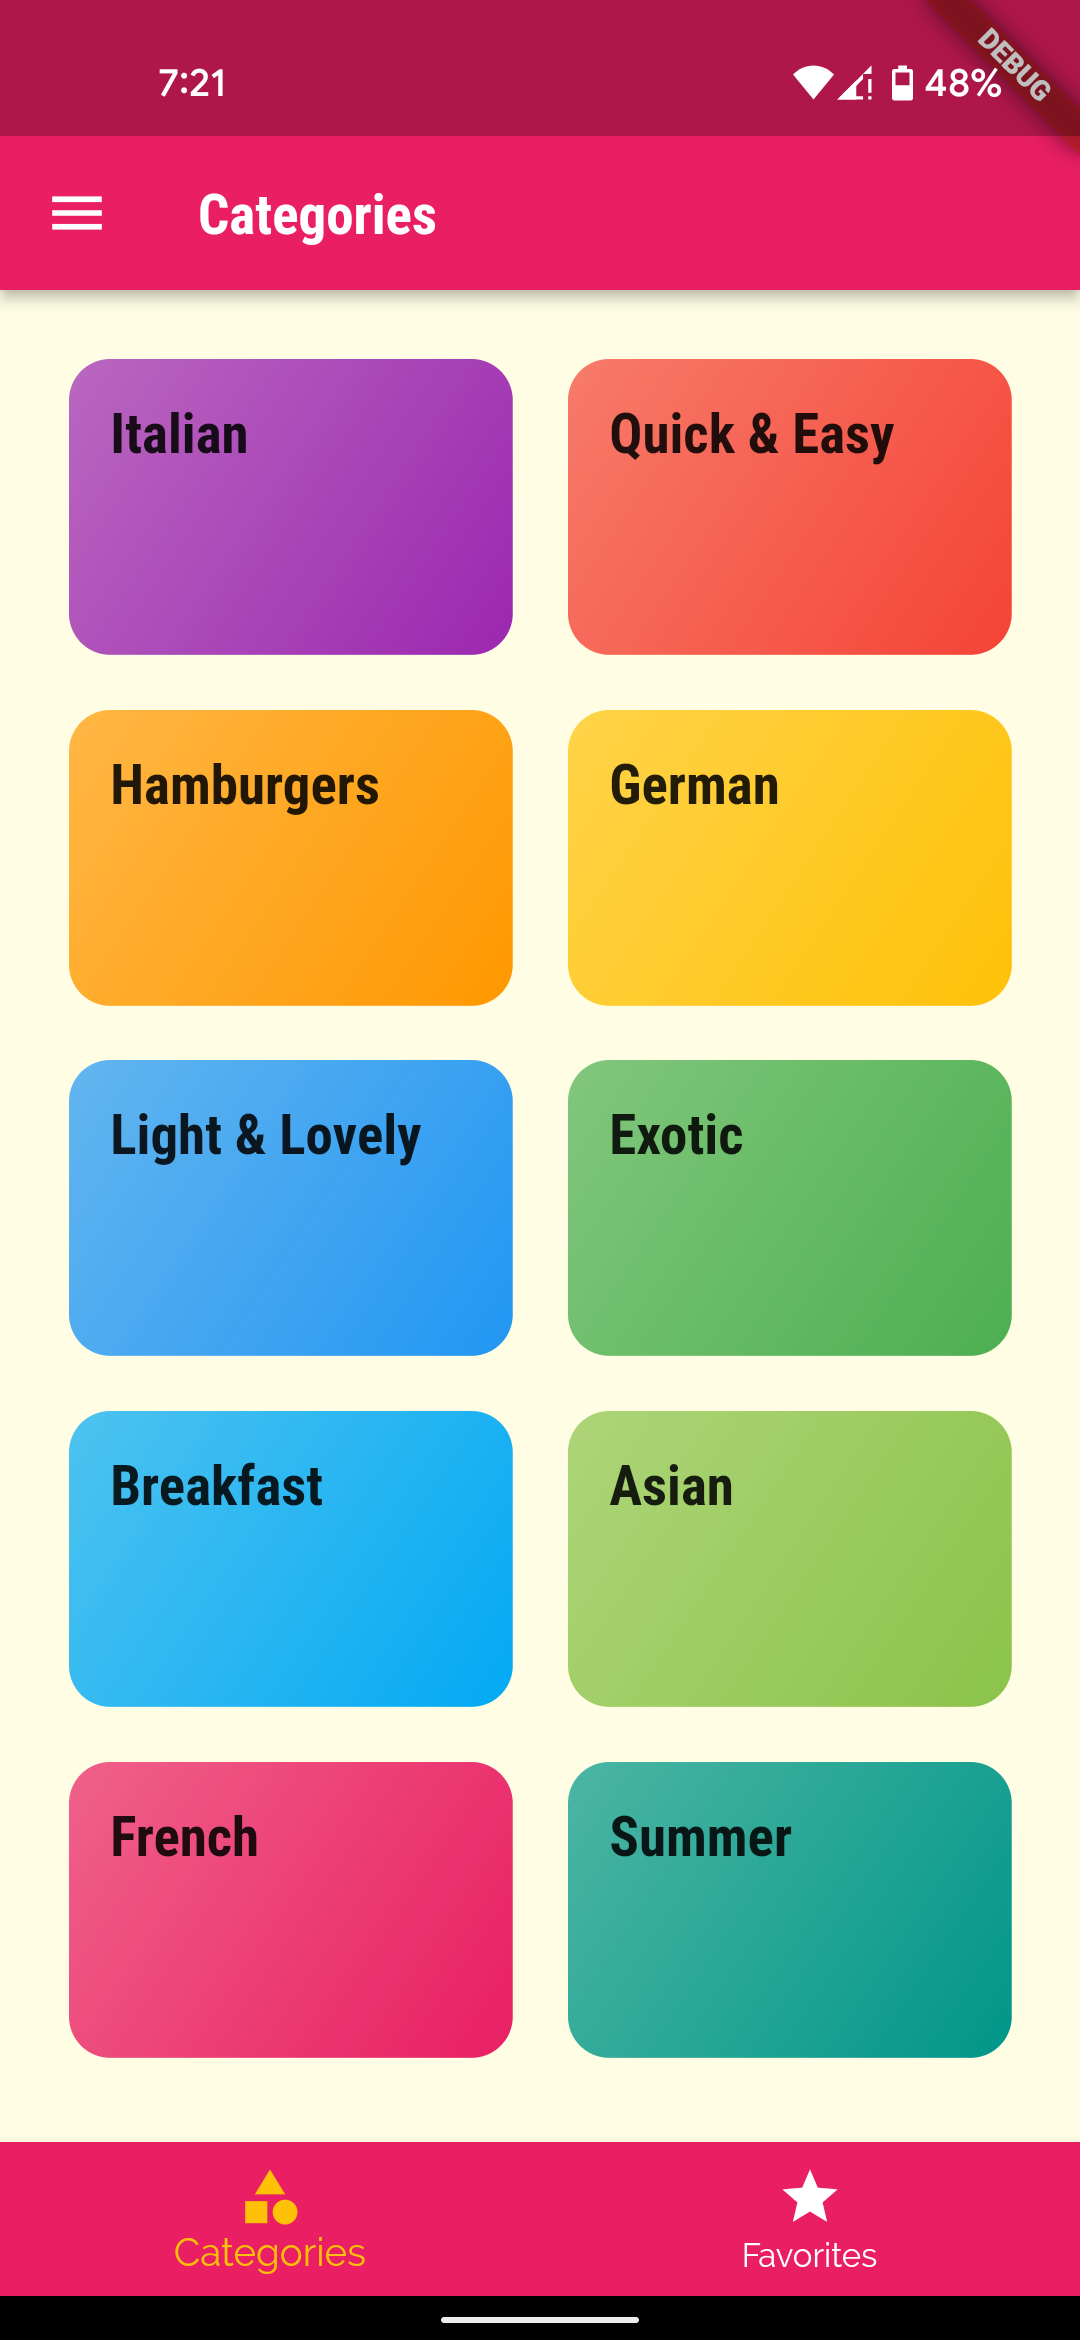 7:21
48%
DEBUG
Categories
Italian
Quick & Easy
Hamburgers
German
Light & Lovely
Exotic
Breakfast
Asian
French
Summer
Categories
Favorites